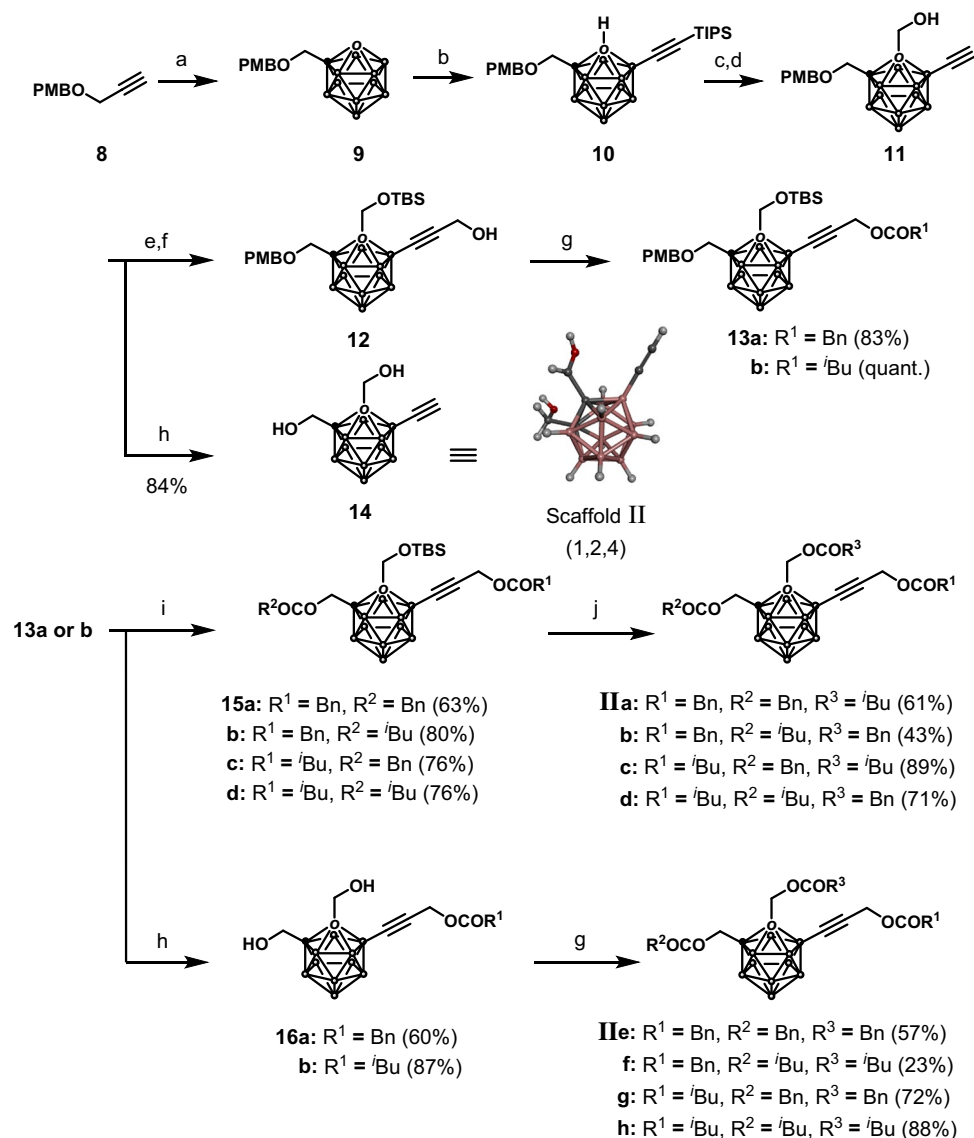 a
b
c,d
PMBO
8
PMBO
9
H
TIPS
PMBO
10
OH
PMBO
11
e,f
OTBS
PMBO
OH
12
g
OTBS
PMBO
OCOR¹
13a: R¹ = Bn (83%)
b: R¹ = ⁱBu (quant.)
h
84%
OH
HO
14
≡
Scaffold II
(1,2,4)
13a or b
i
OTBS
R²OCO
OCOR¹
15a: R¹ = Bn, R² = Bn (63%)
b: R¹ = Bn, R² = ⁱBu (80%)
c: R¹ = ⁱBu, R² = Bn (76%)
d: R¹ = ⁱBu, R² = ⁱBu (76%)
j
OCOR³
R²OCO
OCOR¹
IIa: R¹ = Bn, R² = Bn, R³ = ⁱBu (61%)
b: R¹ = Bn, R² = ⁱBu, R³ = Bn (43%)
c: R¹ = ⁱBu, R² = Bn, R³ = ⁱBu (89%)
d: R¹ = ⁱBu, R² = ⁱBu, R³ = Bn (71%)
h
OH
HO
OCOR¹
16a: R¹ = Bn (60%)
b: R¹ = ⁱBu (87%)
g
OCOR³
R²OCO
OCOR¹
IIe: R¹ = Bn, R² = Bn, R³ = Bn (57%)
f: R¹ = Bn, R² = ⁱBu, R³ = ⁱBu (23%)
g: R¹ = ⁱBu, R² = Bn, R³ = Bn (72%)
h: R¹ = ⁱBu, R² = ⁱBu, R³ = ⁱBu (88%)